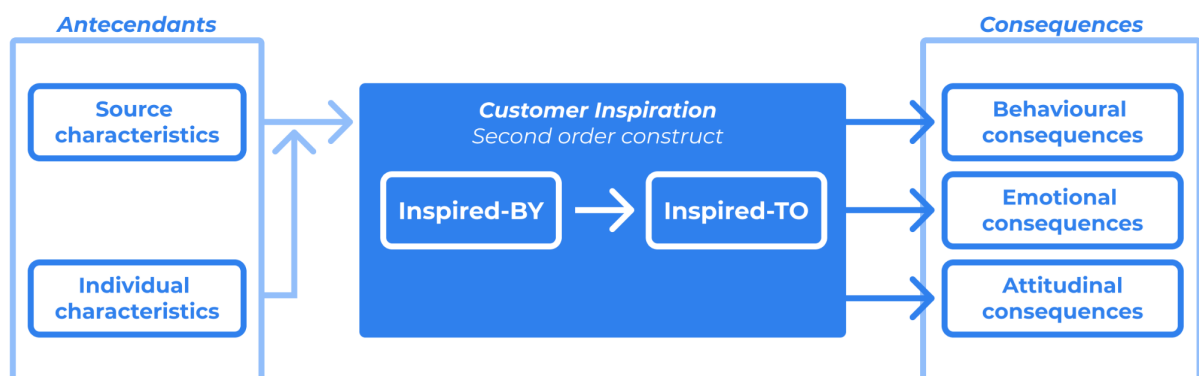 Antecendants
Source
characteristics
Individual
characteristics
Customer Inspiration
Second order construct
Inspired-BY
Inspired-TO
Consequences
Behavioural
consequences
Emotional
consequences
Attitudinal
consequences